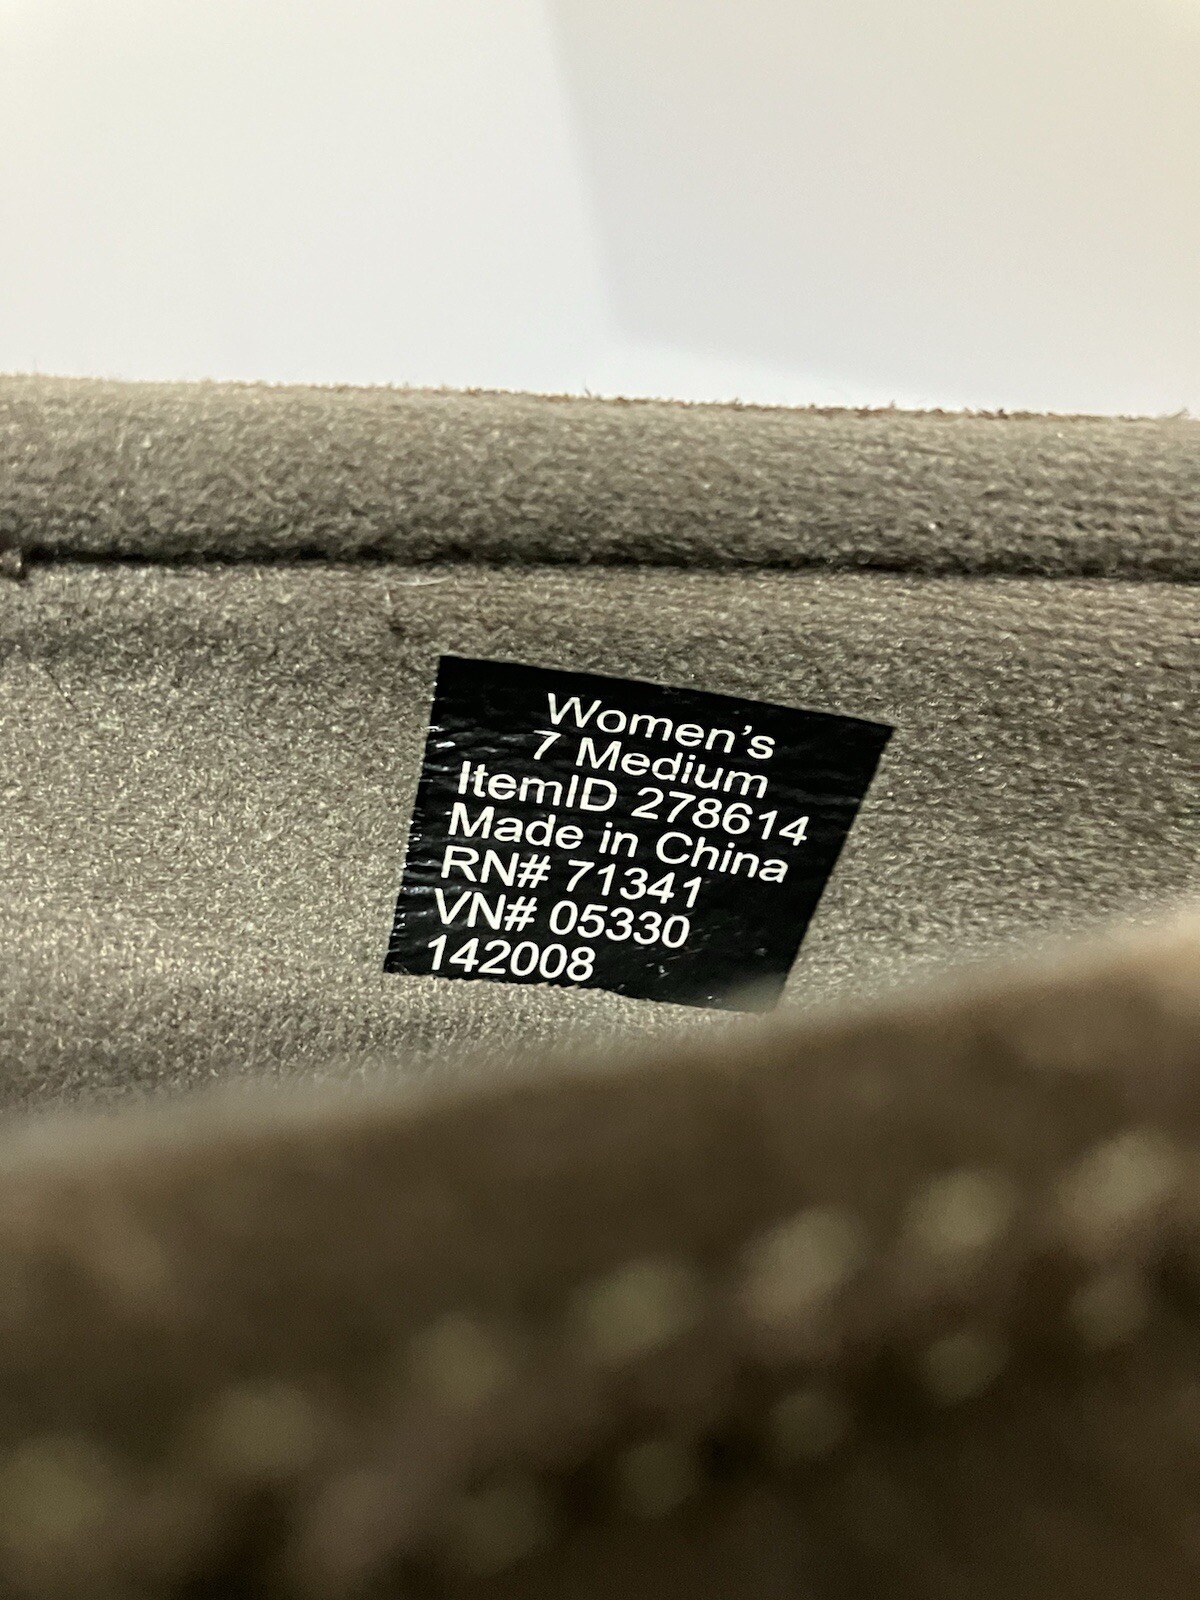 Women's
7 Medium
ItemID 278614
Made in China
RN# 71341
VN# 05330
142008